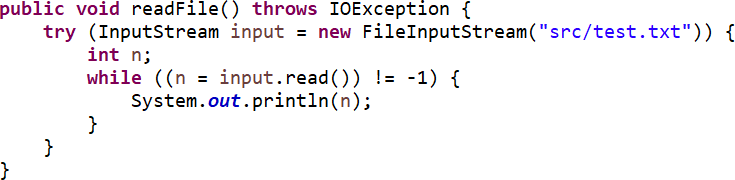 public void readFile() throws IOException {
    try (InputStream input = new FileInputStream("src/test.txt")) {
        int n;
        while ((n = input.read()) != -1) {
            System.out.println(n);
        }
    }
}